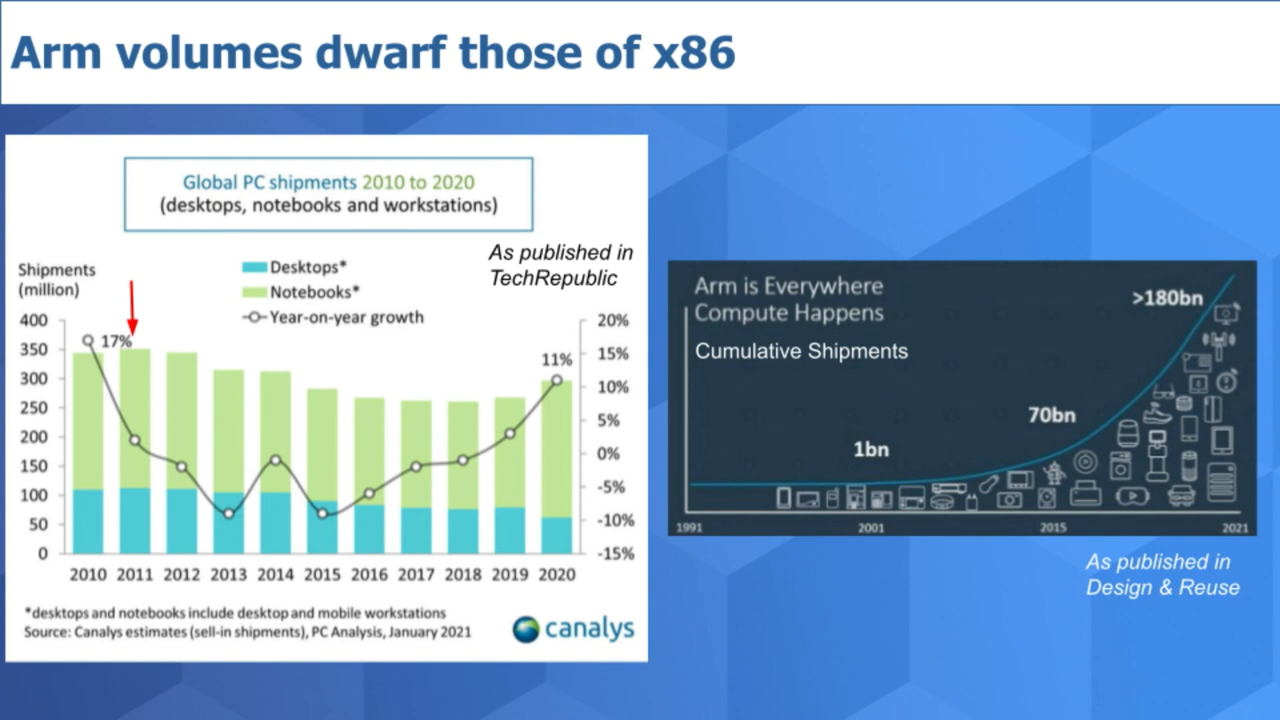 Arm volumes dwarf those of x86
Global PC shipments 2010 to 2020
(desktops, notebooks and workstations)
As published in
TechRepublic
Shipments
(million)
Desktops*
Notebooks*
Year-on-year growth
400
350
300
250
200
150
100
50
0
17%
11%
20%
15%
10%
5%
0%
-5%
-10%
-15%
2010 2011 2012 2013 2014 2015 2016 2017 2018 2019 2020
*desktops and notebooks include desktop and mobile workstations
Source: Canalys estimates (sell-in shipments), PC Analysis, January 2021
canalys
Arm is Everywhere
Compute Happens
Cumulative Shipments
>180bn
70bn
1bn
1991 2001 2015 2021
As published in
Design & Reuse